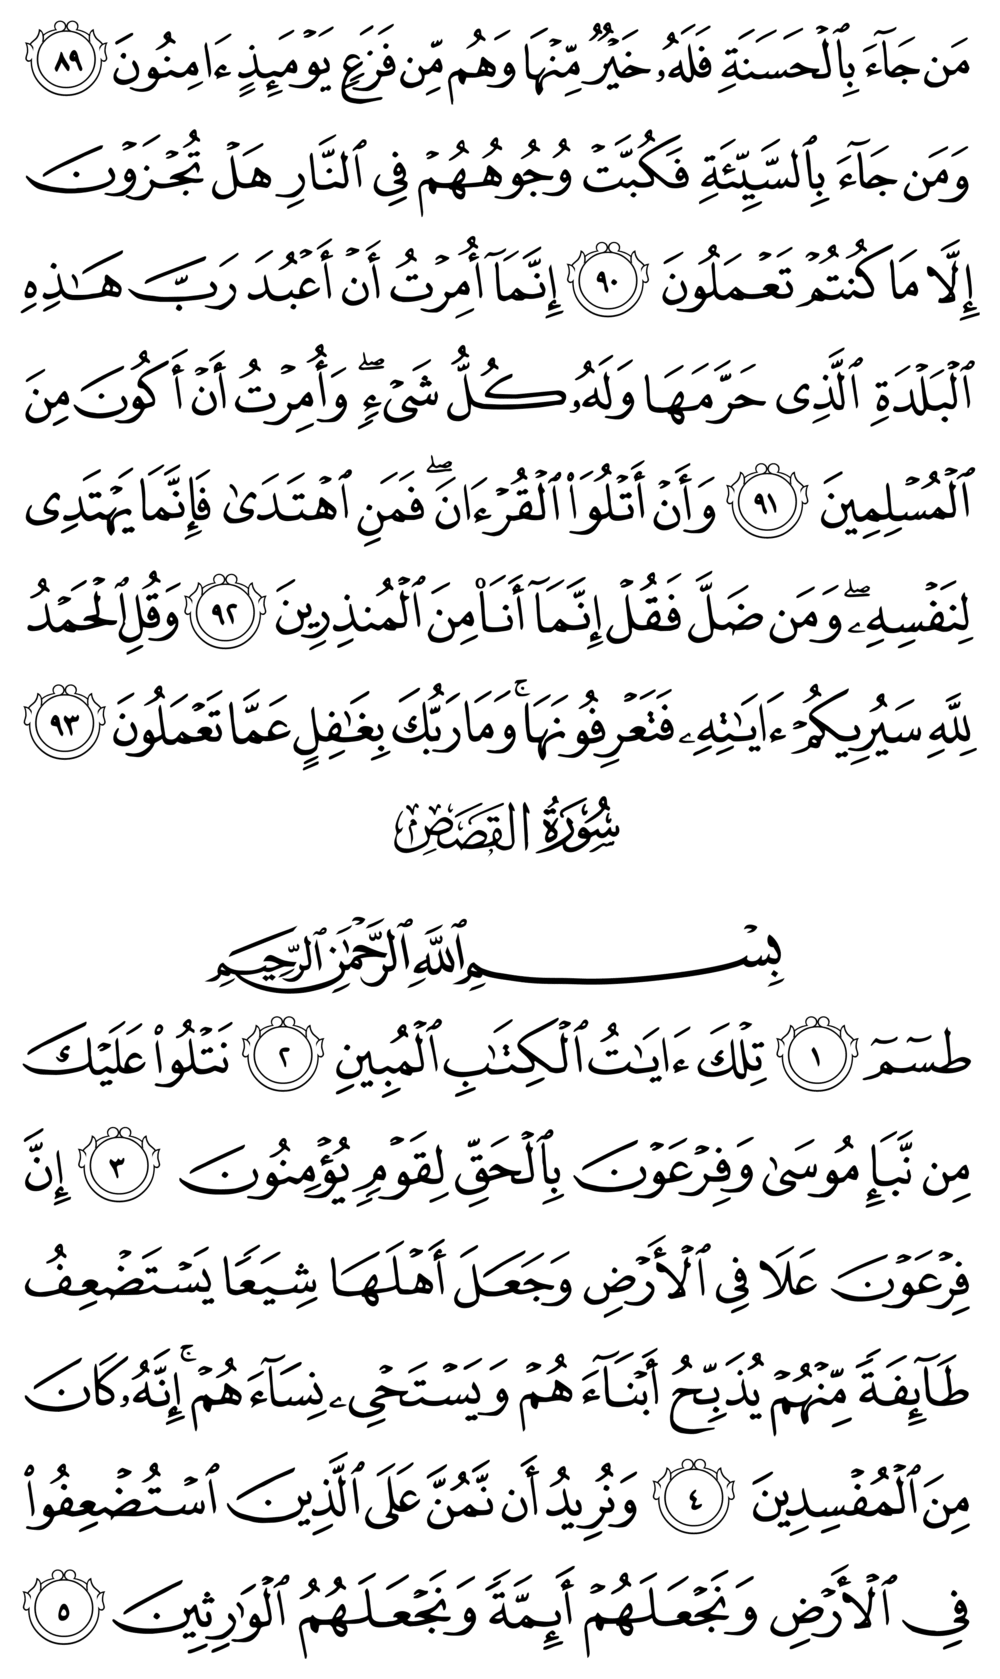 مَن جَآءَ بِٱلۡحَسَنَةِ فَلَهُۥ خَيۡرٞ مِّنۡهَا وَهُم مِّن فَزَعٖ يَوۡمَئِذٍ ءَامِنُونَ ٨٩
وَمَن جَآءَ بِٱلسَّيِّئَةِ فَكُبَّتۡ وُجُوهُهُمۡ فِي ٱلنَّارِ هَلۡ تُجۡزَوۡنَ
إِلَّا مَا كُنتُمۡ تَعۡمَلُونَ ٩٠ إِنَّمَآ أُمِرۡتُ أَنۡ أَعۡبُدَ رَبَّ هَٰذِهِ
ٱلۡبَلۡدَةِ ٱلَّذِي حَرَّمَهَا وَلَهُۥ كُلُّ شَيۡءٖۖ وَأُمِرۡتُ أَنۡ أَكُونَ مِنَ
ٱلۡمُسۡلِمِينَ ٩١ وَأَنۡ أَتۡلُوَاْ ٱلۡقُرۡءَانَۖ فَمَنِ ٱهۡتَدَىٰ فَإِنَّمَا يَهۡتَدِي
لِنَفۡسِهِۦۖ وَمَن ضَلَّ فَقُلۡ إِنَّمَآ أَنَا۠ مِنَ ٱلۡمُنذِرِينَ ٩٢ وَقُلِ ٱلۡحَمۡدُ
لِلَّهِ سَيُرِيكُمۡ ءَايَٰتِهِۦ فَتَعۡرِفُونَهَاۚ وَمَا رَبُّكَ بِغَٰفِلٍ عَمَّا تَعۡمَلُونَ ٩٣
سُورَةُ القَصَصِ
بِسۡمِ ٱللَّهِ ٱلرَّحۡمَٰنِ ٱلرَّحِيمِ
طسٓمٓ ١ تِلۡكَ ءَايَٰتُ ٱلۡكِتَٰبِ ٱلۡمُبِينِ ٢ نَتۡلُواْ عَلَيۡكَ
مِن نَّبَإِ مُوسَىٰ وَفِرۡعَوۡنَ بِٱلۡحَقِّ لِقَوۡمٖ يُؤۡمِنُونَ ٣ إِنَّ
فِرۡعَوۡنَ عَلَا فِي ٱلۡأَرۡضِ وَجَعَلَ أَهۡلَهَا شِيَعٗا يَسۡتَضۡعِفُ
طَآئِفَةٗ مِّنۡهُمۡ يُذَبِّحُ أَبۡنَآءَهُمۡ وَيَسۡتَحۡيِۦ نِسَآءَهُمۡۚ إِنَّهُۥ كَانَ
مِنَ ٱلۡمُفۡسِدِينَ ٤ وَنُرِيدُ أَن نَّمُنَّ عَلَى ٱلَّذِينَ ٱسۡتُضۡعِفُواْ
فِي ٱلۡأَرۡضِ وَنَجۡعَلَهُمۡ أَئِمَّةٗ وَنَجۡعَلَهُمُ ٱلۡوَٰرِثِينَ ٥